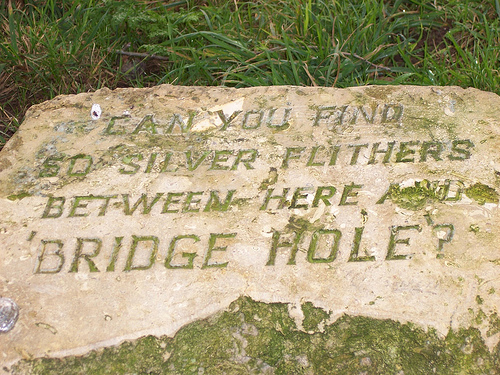 CAN YOU FIND
50 SILVER FLITHERS
BETWEEN HERE AND
'BRIDGE HOLE'?